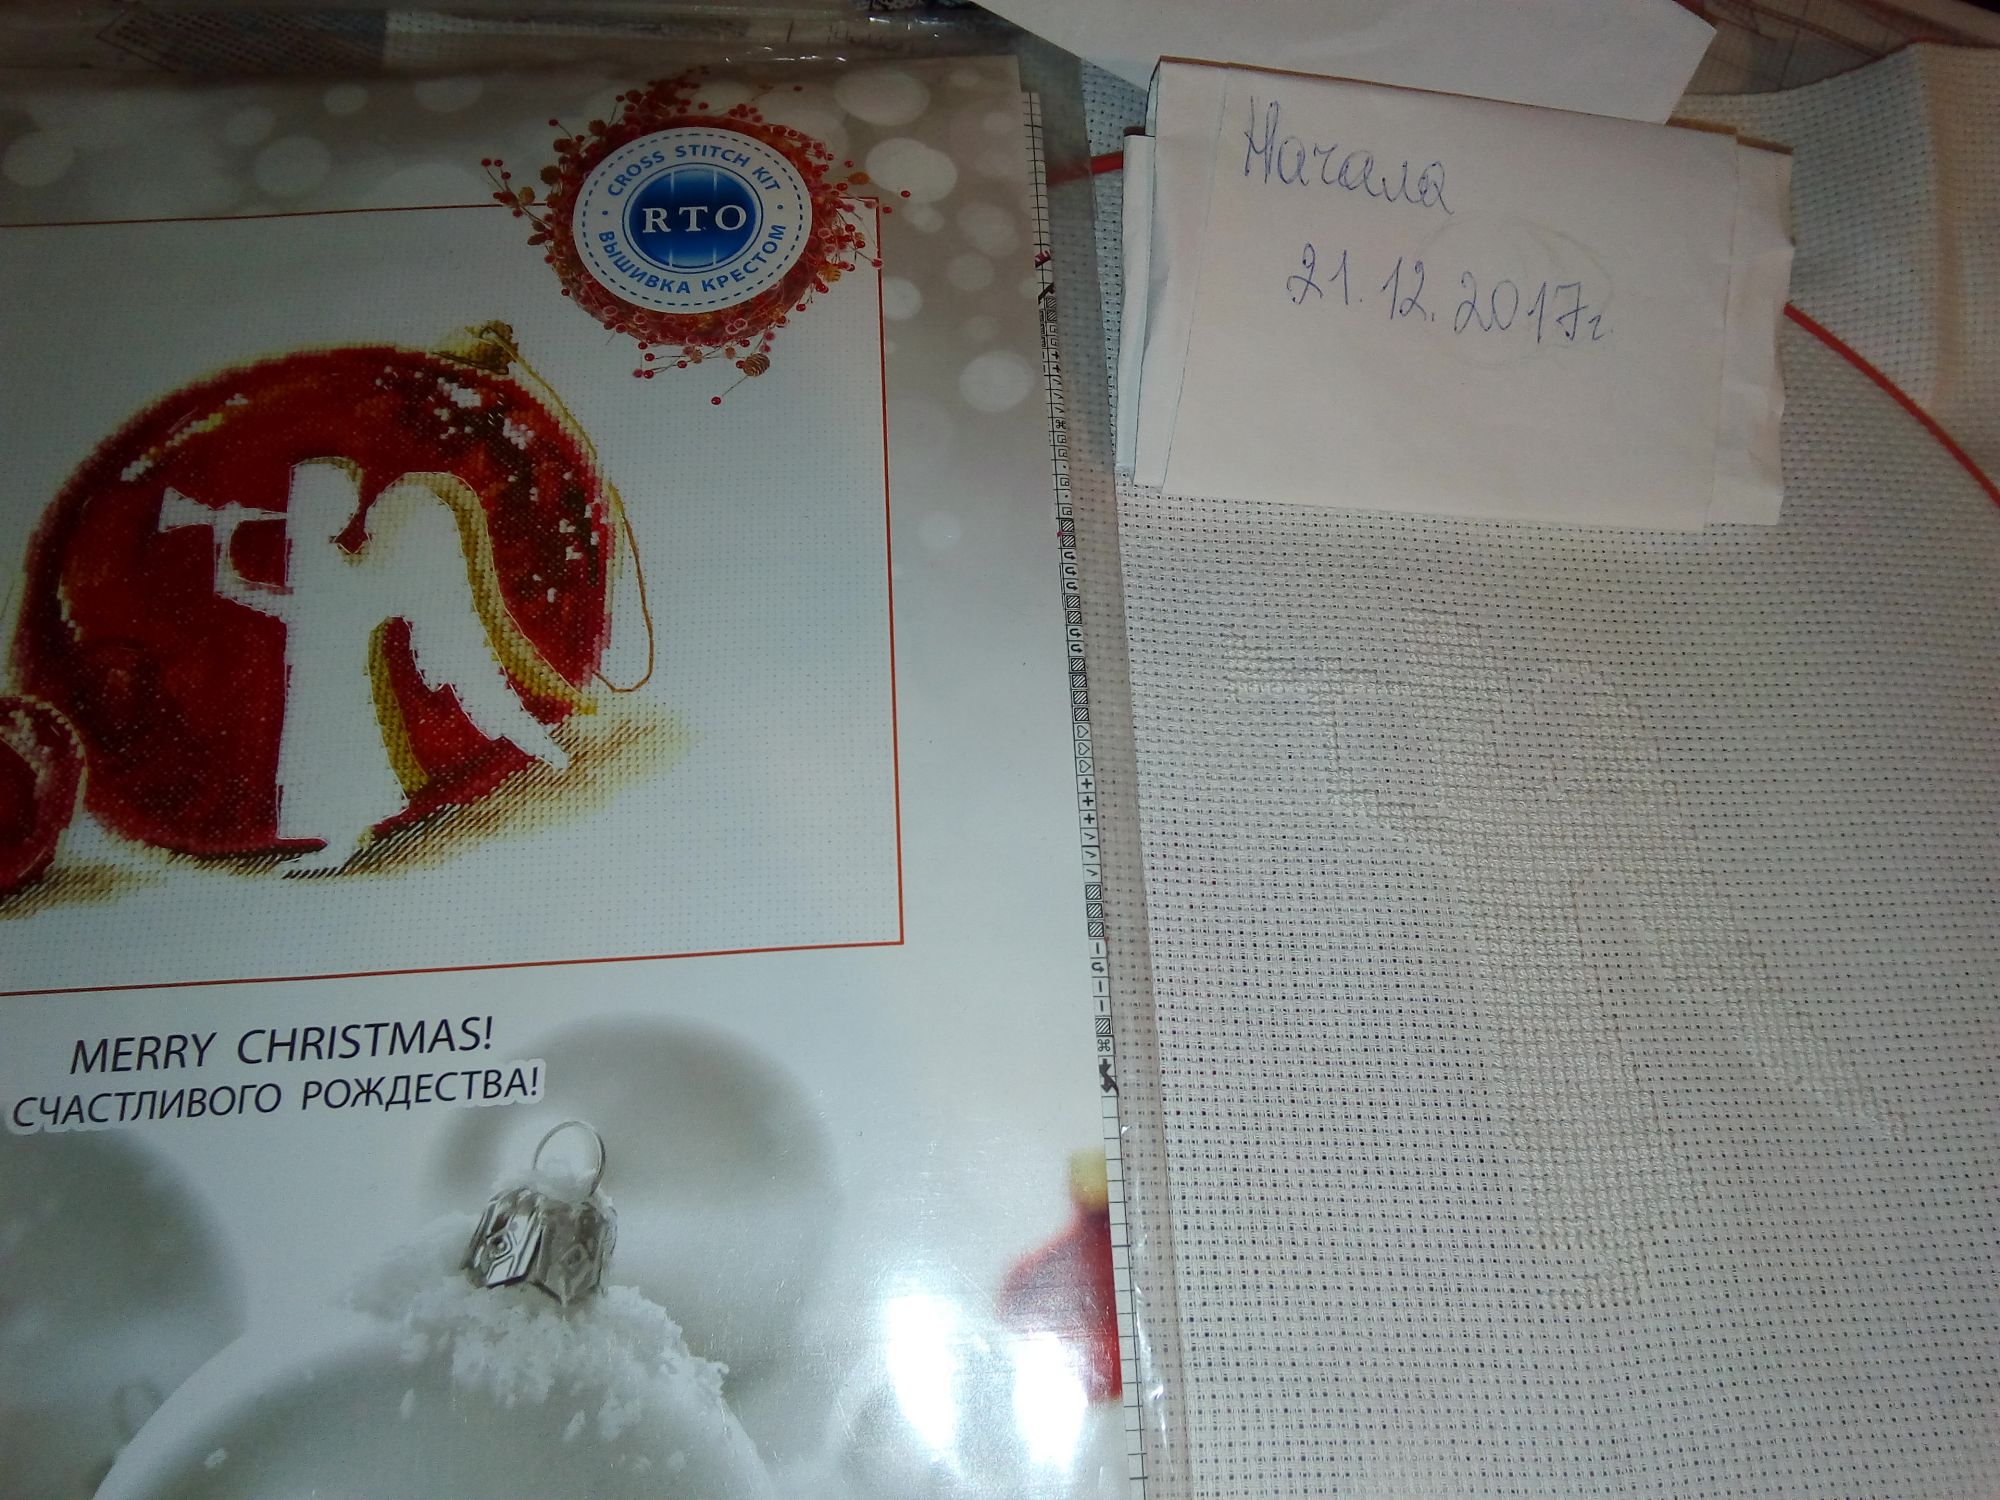 CROSS STITCH KIT
RTO
ВЫШИВКА КРЕСТОМ
Начала
21.12.2017г.
MERRY CHRISTMAS!
СЧАСТЛИВОГО РОЖДЕСТВА!